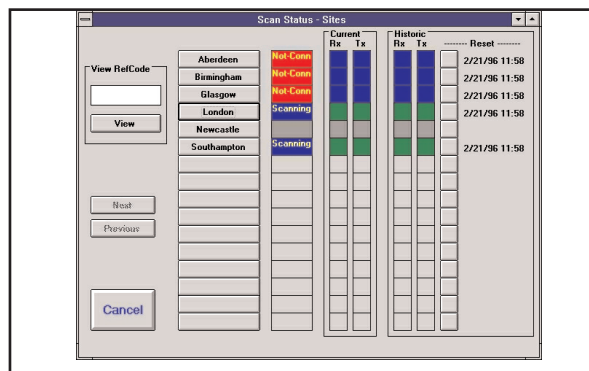 Scan Status - Sites
Current
Historic
Rx Tx
Rx Tx
------- Reset -------
View RefCode
View
Next
Previous
Cancel
Aberdeen Not-Conn 2/21/96 11:58
Birmingham Not-Conn 2/21/96 11:58
Glasgow Not-Conn 2/21/96 11:58
London Scanning 2/21/96 11:58
Newcastle
Southampton Scanning 2/21/96 11:58